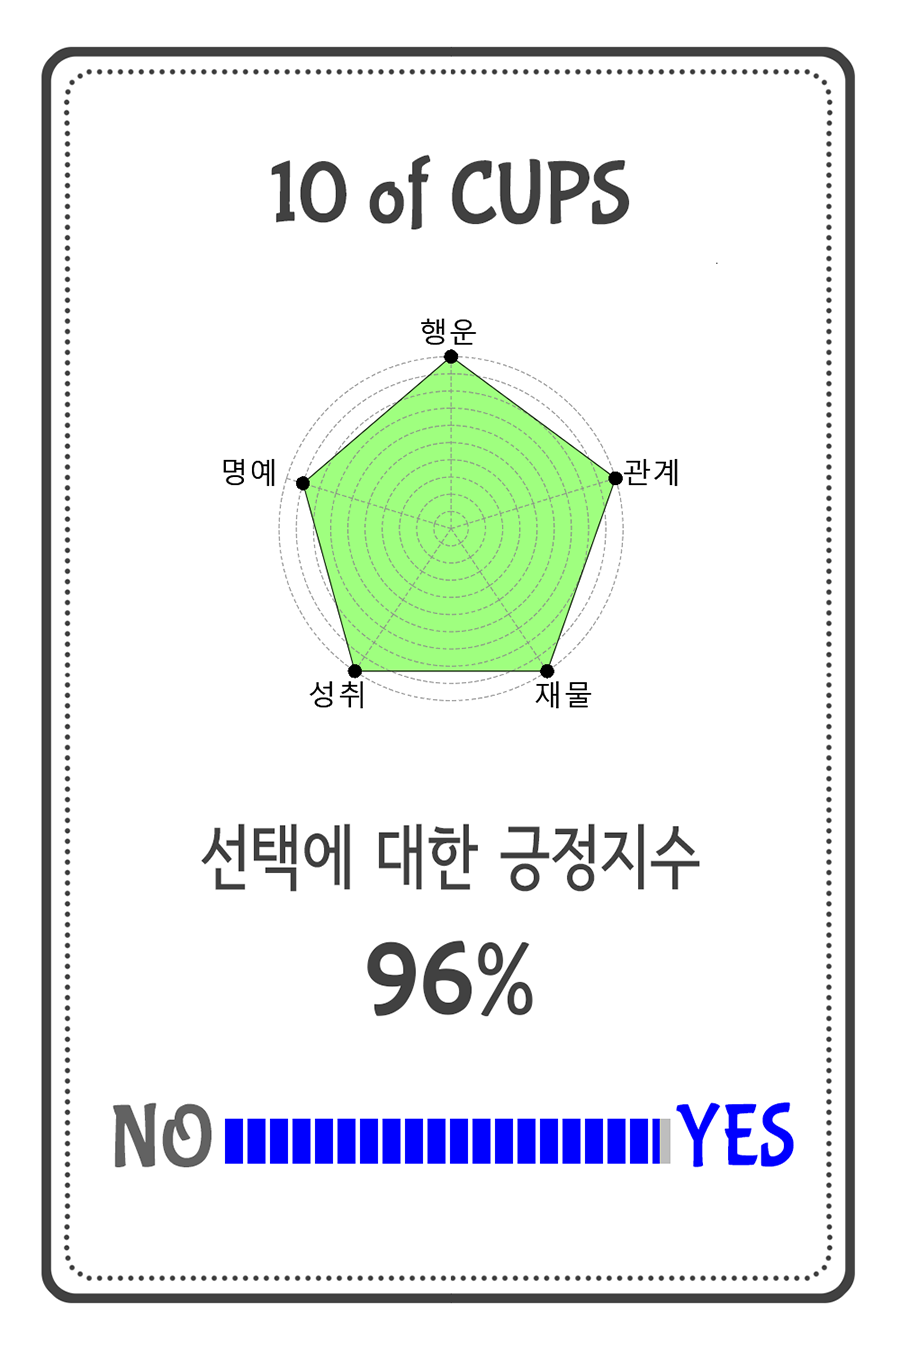 10 of CUPS
행운
명예
관계
성취
재물
선택에 대한 긍정지수
96%
NO YES